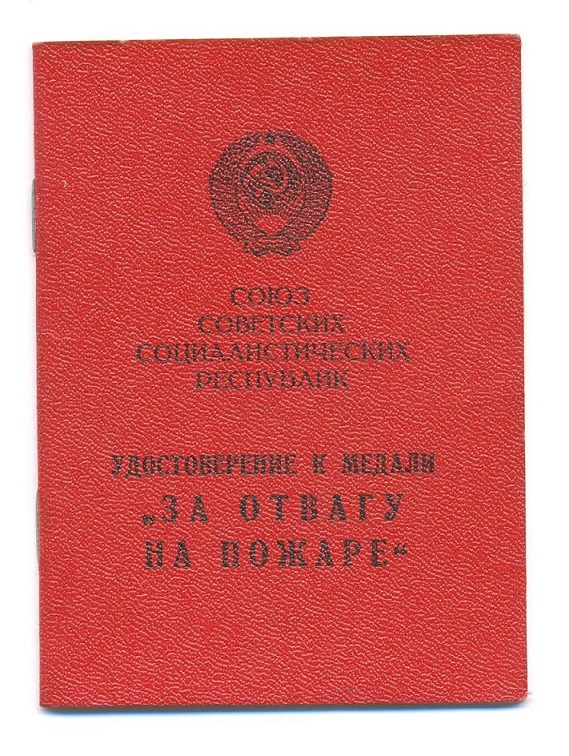 СОЮЗ
СОВЕТСКИХ
СОЦИАЛИСТИЧЕСКИХ
РЕСПУБЛИК
УДОСТОВЕРЕНИЕ К МЕДАЛИ
„ЗА ОТВАГУ
НА ПОЖАРЕ“